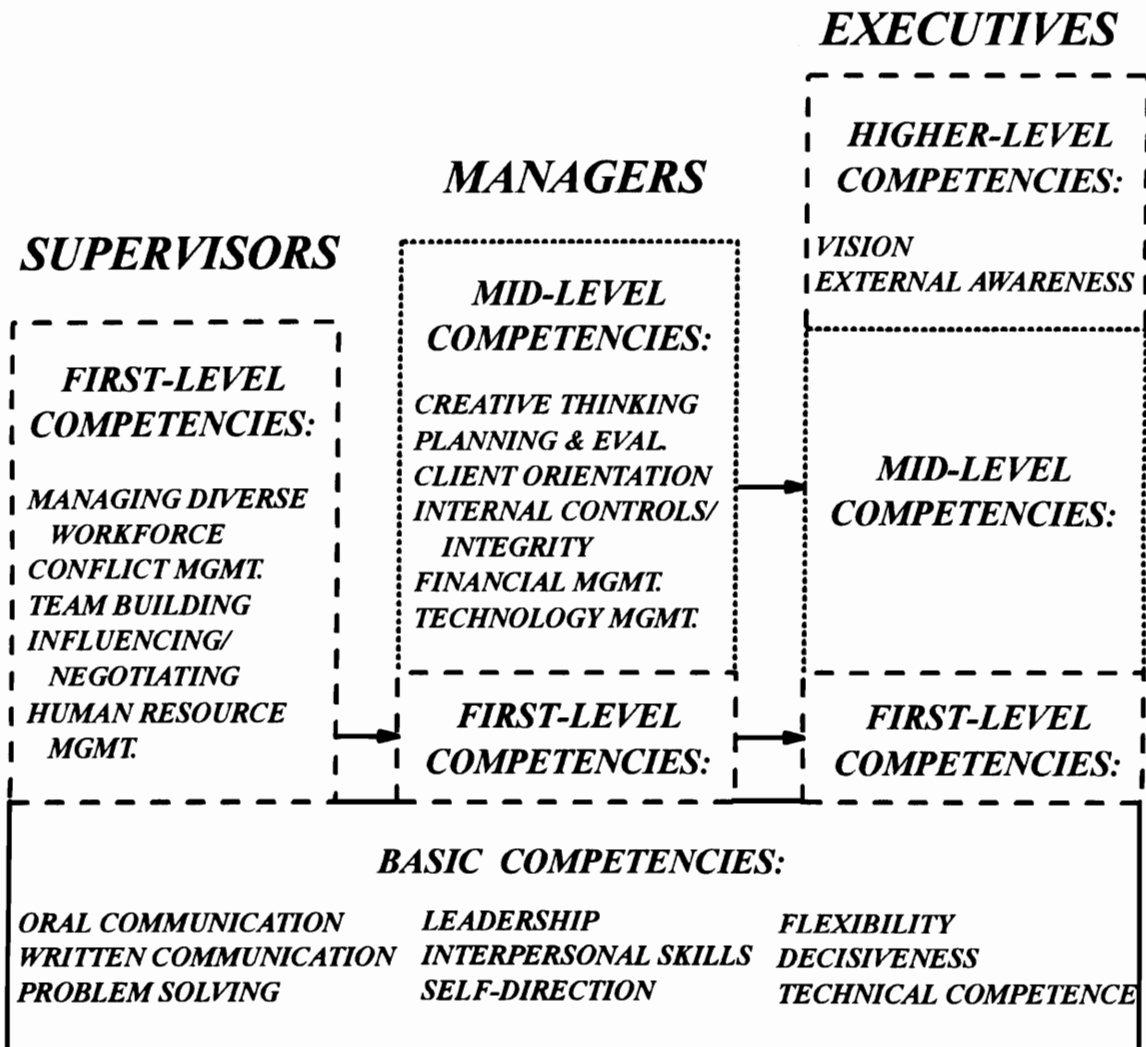 EXECUTIVES
HIGHER-LEVEL
COMPETENCIES:
VISION
EXTERNAL AWARENESS
MID-LEVEL
COMPETENCIES:
FIRST-LEVEL
COMPETENCIES:
MANAGERS
MID-LEVEL
COMPETENCIES:
CREATIVE THINKING
PLANNING & EVAL.
CLIENT ORIENTATION
INTERNAL CONTROLS/
INTEGRITY
FINANCIAL MGMT.
TECHNOLOGY MGMT.
FIRST-LEVEL
COMPETENCIES:
SUPERVISORS
FIRST-LEVEL
COMPETENCIES:
MANAGING DIVERSE
WORKFORCE
CONFLICT MGMT.
TEAM BUILDING
INFLUENCING/
NEGOTIATING
HUMAN RESOURCE
MGMT.
BASIC COMPETENCIES:
ORAL COMMUNICATION
WRITTEN COMMUNICATION
PROBLEM SOLVING
LEADERSHIP
INTERPERSONAL SKILLS
SELF-DIRECTION
FLEXIBILITY
DECISIVENESS
TECHNICAL COMPETENCE